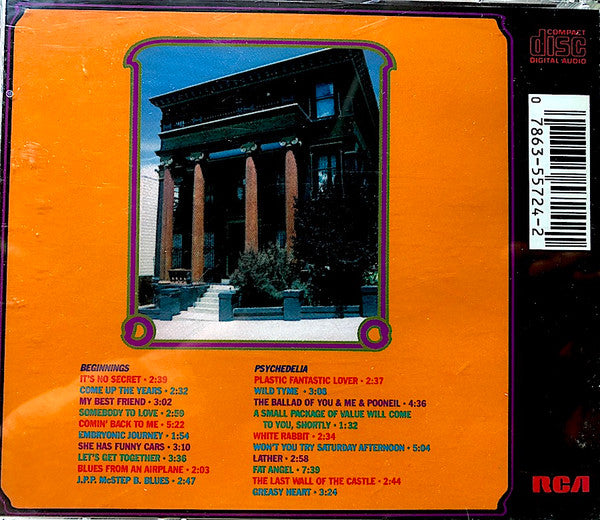 COMPACT
disc
DIGITAL AUDIO
0 7863-55724-2
BEGINNINGS
IT'S NO SECRET • 2:39
COME UP THE YEARS • 2:32
MY BEST FRIEND • 3:02
SOMEBODY TO LOVE • 2:59
COMIN' BACK TO ME • 5:22
EMBRYONIC JOURNEY • 1:54
SHE HAS FUNNY CARS • 3:10
LET'S GET TOGETHER • 3:36
BLUES FROM AN AIRPLANE • 2:03
J.P.P. McSTEP B. BLUES • 2:47
PSYCHEDELIA
PLASTIC FANTASTIC LOVER • 2:37
WILD TYME • 3:08
THE BALLAD OF YOU & ME & POONEIL • 4:36
A SMALL PACKAGE OF VALUE WILL COME
TO YOU, SHORTLY • 1:32
WHITE RABBIT • 2:34
WON'T YOU TRY SATURDAY AFTERNOON • 5:04
LATHER • 2:58
FAT ANGEL • 7:39
THE LAST WALL OF THE CASTLE • 2:44
GREASY HEART • 3:24
RCA